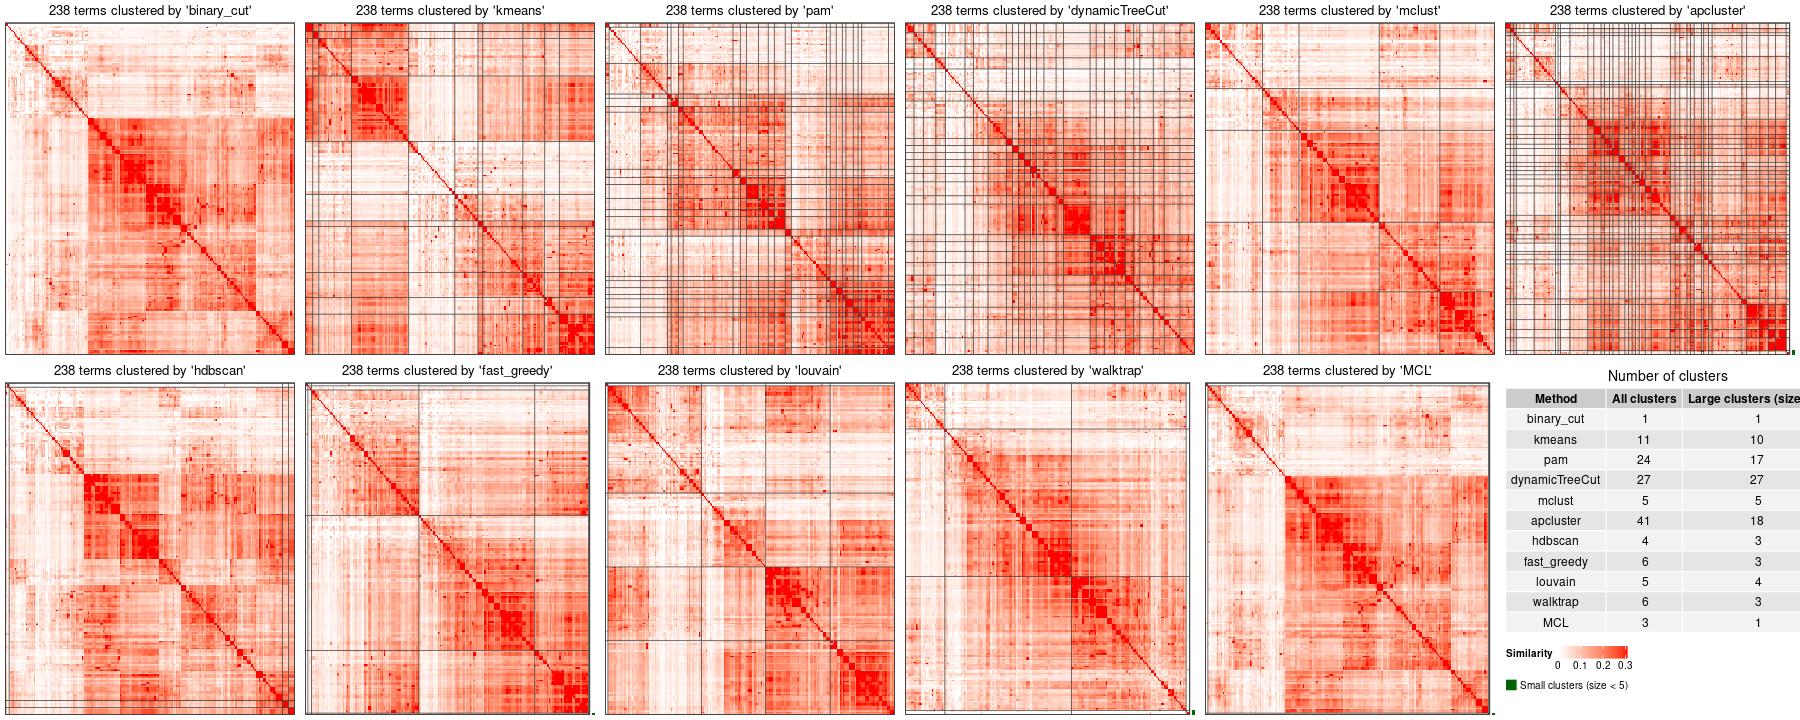 238 terms clustered by 'binary_cut'
238 terms clustered by 'kmeans'
238 terms clustered by 'pam'
238 terms clustered by 'dynamicTreeCut'
238 terms clustered by 'mclust'
238 terms clustered by 'apcluster'
238 terms clustered by 'hdbscan'
238 terms clustered by 'fast_greedy'
238 terms clustered by 'louvain'
238 terms clustered by 'walktrap'
238 terms clustered by 'MCL'
Number of clusters
Method All clusters Large clusters (size
binary_cut 1 1
kmeans 11 10
pam 24 17
dynamicTreeCut 27 27
mclust 5 5
apcluster 41 18
hdbscan 4 3
fast_greedy 6 3
louvain 5 4
walktrap 6 3
MCL 3 1
Similarity
0 0.1 0.2 0.3
Small clusters (size < 5)